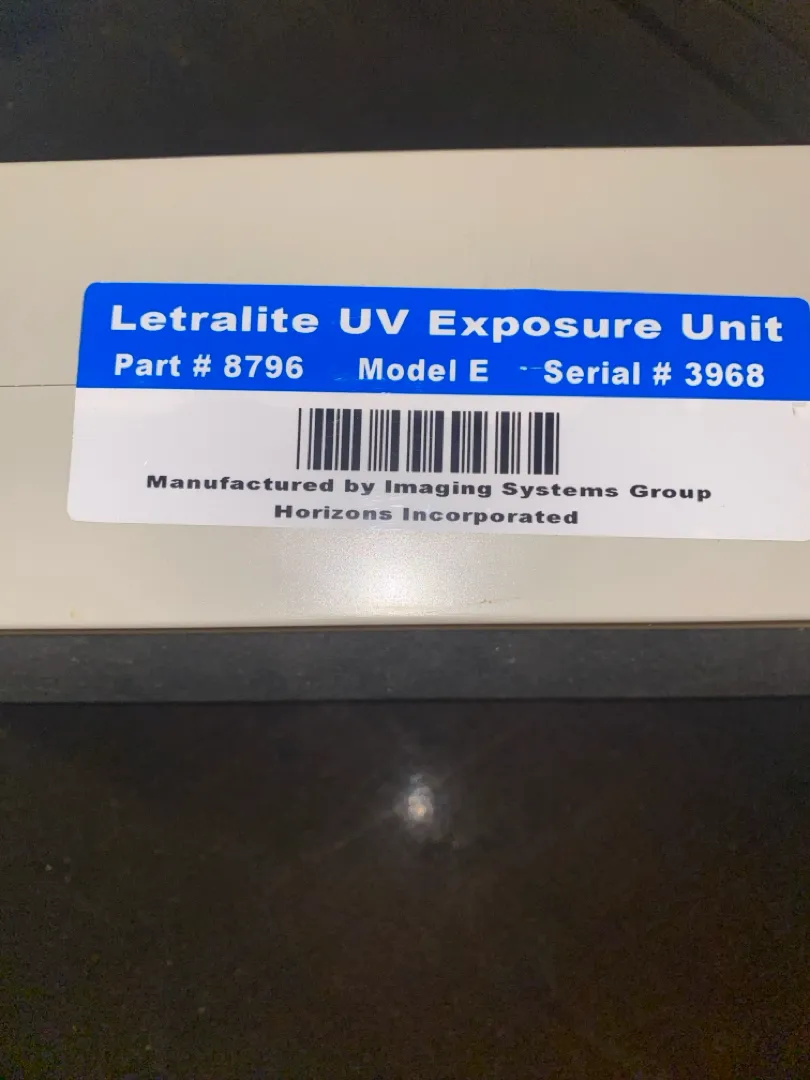 Letralite UV Exposure Unit
Part # 8796 Model E Serial # 3968
Manufactured by Imaging Systems Group
Horizons Incorporated